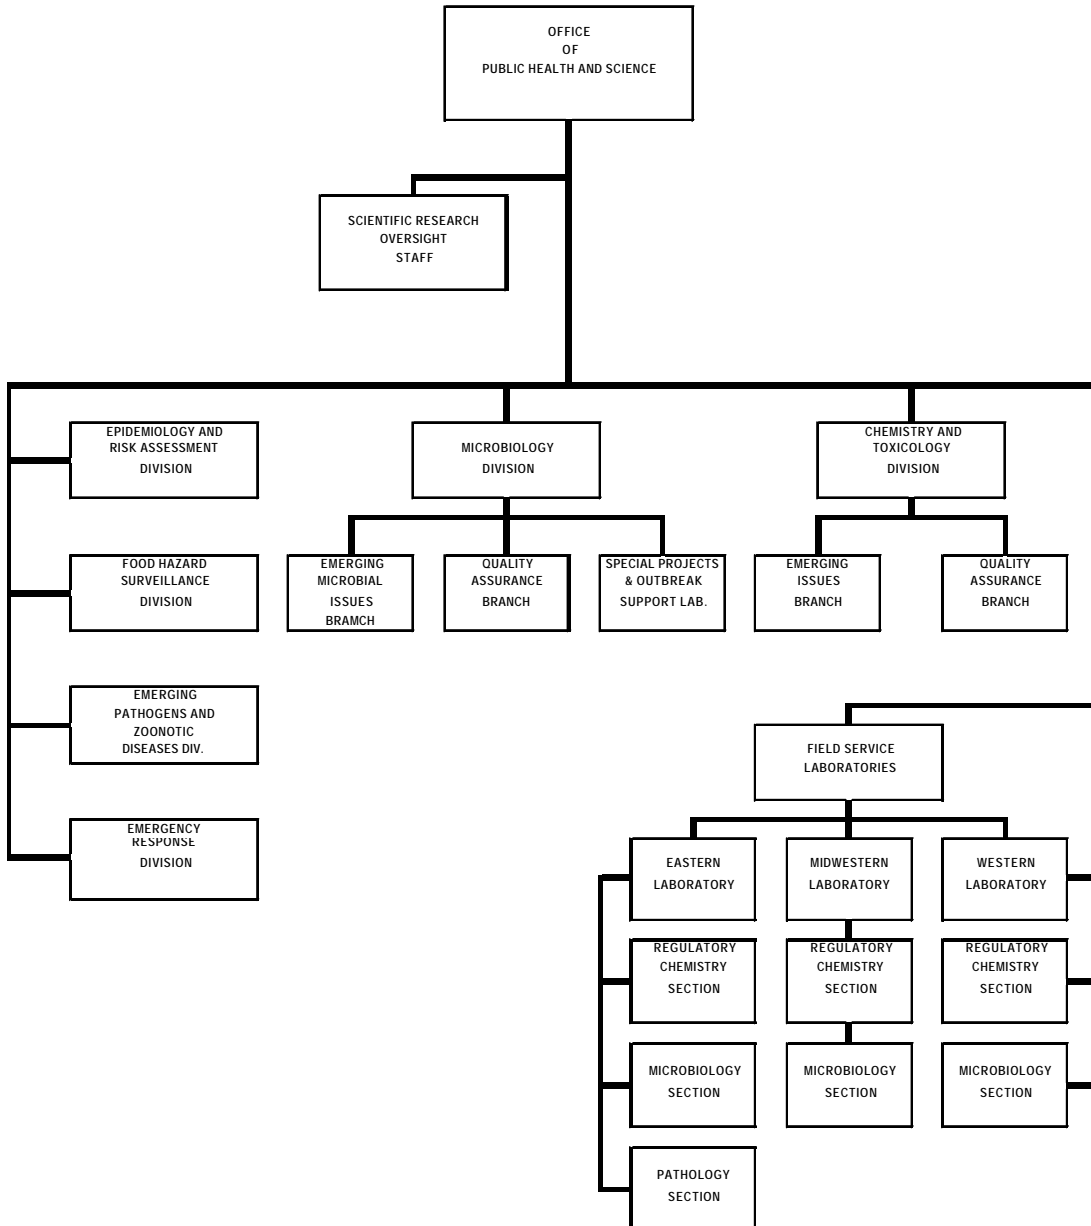 OFFICE
OF
PUBLIC HEALTH AND SCIENCE
SCIENTIFIC RESEARCH
OVERSIGHT
STAFF
EPIDEMIOLOGY AND
RISK ASSESSMENT
DIVISION
MICROBIOLOGY
DIVISION
CHEMISTRY AND
TOXICOLOGY
DIVISION
FOOD HAZARD
SURVEILLANCE
DIVISION
EMERGING
MICROBIAL
ISSUES
BRAMCH
QUALITY
ASSURANCE
BRANCH
SPECIAL PROJECTS
& OUTBREAK
SUPPORT LAB.
EMERGING
ISSUES
BRANCH
QUALITY
ASSURANCE
BRANCH
EMERGING
PATHOGENS AND
ZOONOTIC
DISEASES DIV.
FIELD SERVICE
LABORATORIES
EMERGENCY
RESPONSE
DIVISION
EASTERN
LABORATORY
MIDWESTERN
LABORATORY
WESTERN
LABORATORY
REGULATORY
CHEMISTRY
SECTION
REGULATORY
CHEMISTRY
SECTION
REGULATORY
CHEMISTRY
SECTION
MICROBIOLOGY
SECTION
MICROBIOLOGY
SECTION
MICROBIOLOGY
SECTION
PATHOLOGY
SECTION